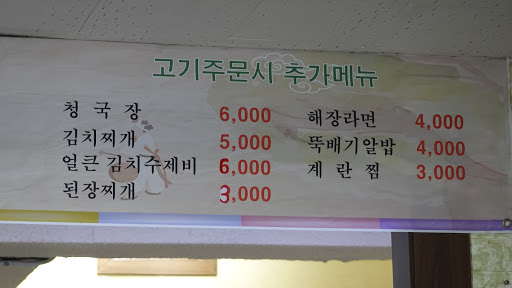 고기주문시 추가메뉴
청국장 6,000
김치찌개 5,000
얼큰 김치수제비 6,000
된장찌개 3,000
해장라면 4,000
뚝배기알밥 4,000
계란찜 3,000